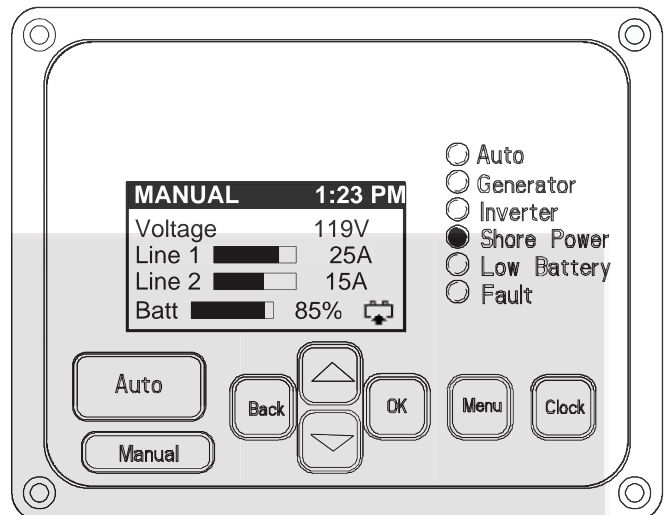 MANUAL 1:23 PM
Voltage 119V
Line 1 25A
Line 2 15A
Batt 85%
Auto
Generator
Inverter
Shore Power
Low Battery
Fault
Auto
Manual
Back
OK
Menu
Clock